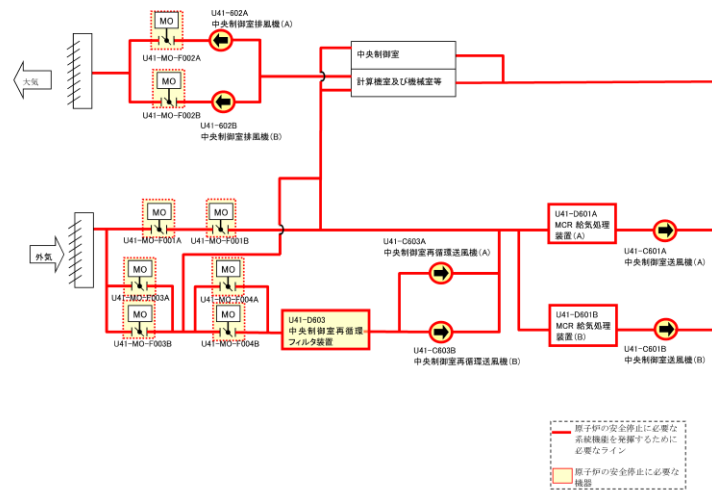 U41-602A
中央制御室排風機(A)
MO
U41-MO-F002A
大気
MO
U41-MO-F002B
U41-602B
中央制御室排風機(B)
中央制御室
計算機室及び機械室等
MO
MO
U41-MO-F001A
U41-MO-F001B
外気
MO
MO
U41-MO-F003A
U41-MO-F004A
MO
MO
U41-MO-F003B
U41-MO-F004B
U41-D603
中央制御室再循環
フィルタ装置
U41-C603A
中央制御室再循環送風機(A)
U41-C603B
中央制御室再循環送風機(B)
U41-D601A
MCR 給気処理
装置(A)
U41-C601A
中央制御室送風機(A)
U41-D601B
MCR 給気処理
装置(B)
U41-C601B
中央制御室送風機(B)
原子炉の安全停止に必要な
系統機能を発揮するために
必要なライン
原子炉の安全停止に必要な
機器